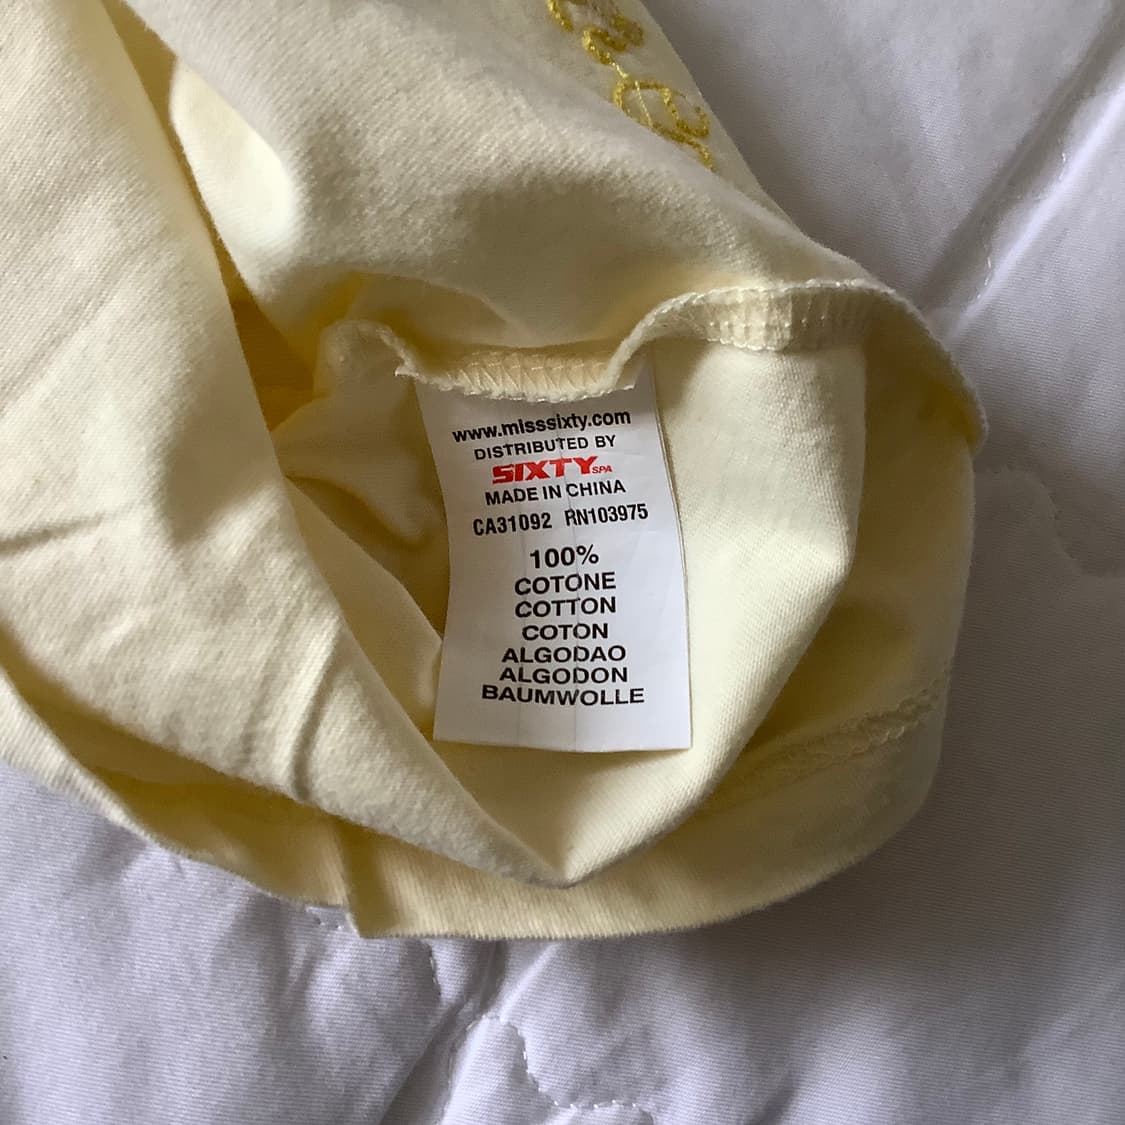 www.misssixty.com
DISTRIBUTED BY
SIXTY SPA
MADE IN CHINA
CA31092 RN103975
100%
COTONE
COTTON
COTON
ALGODAO
ALGODON
BAUMWOLLE